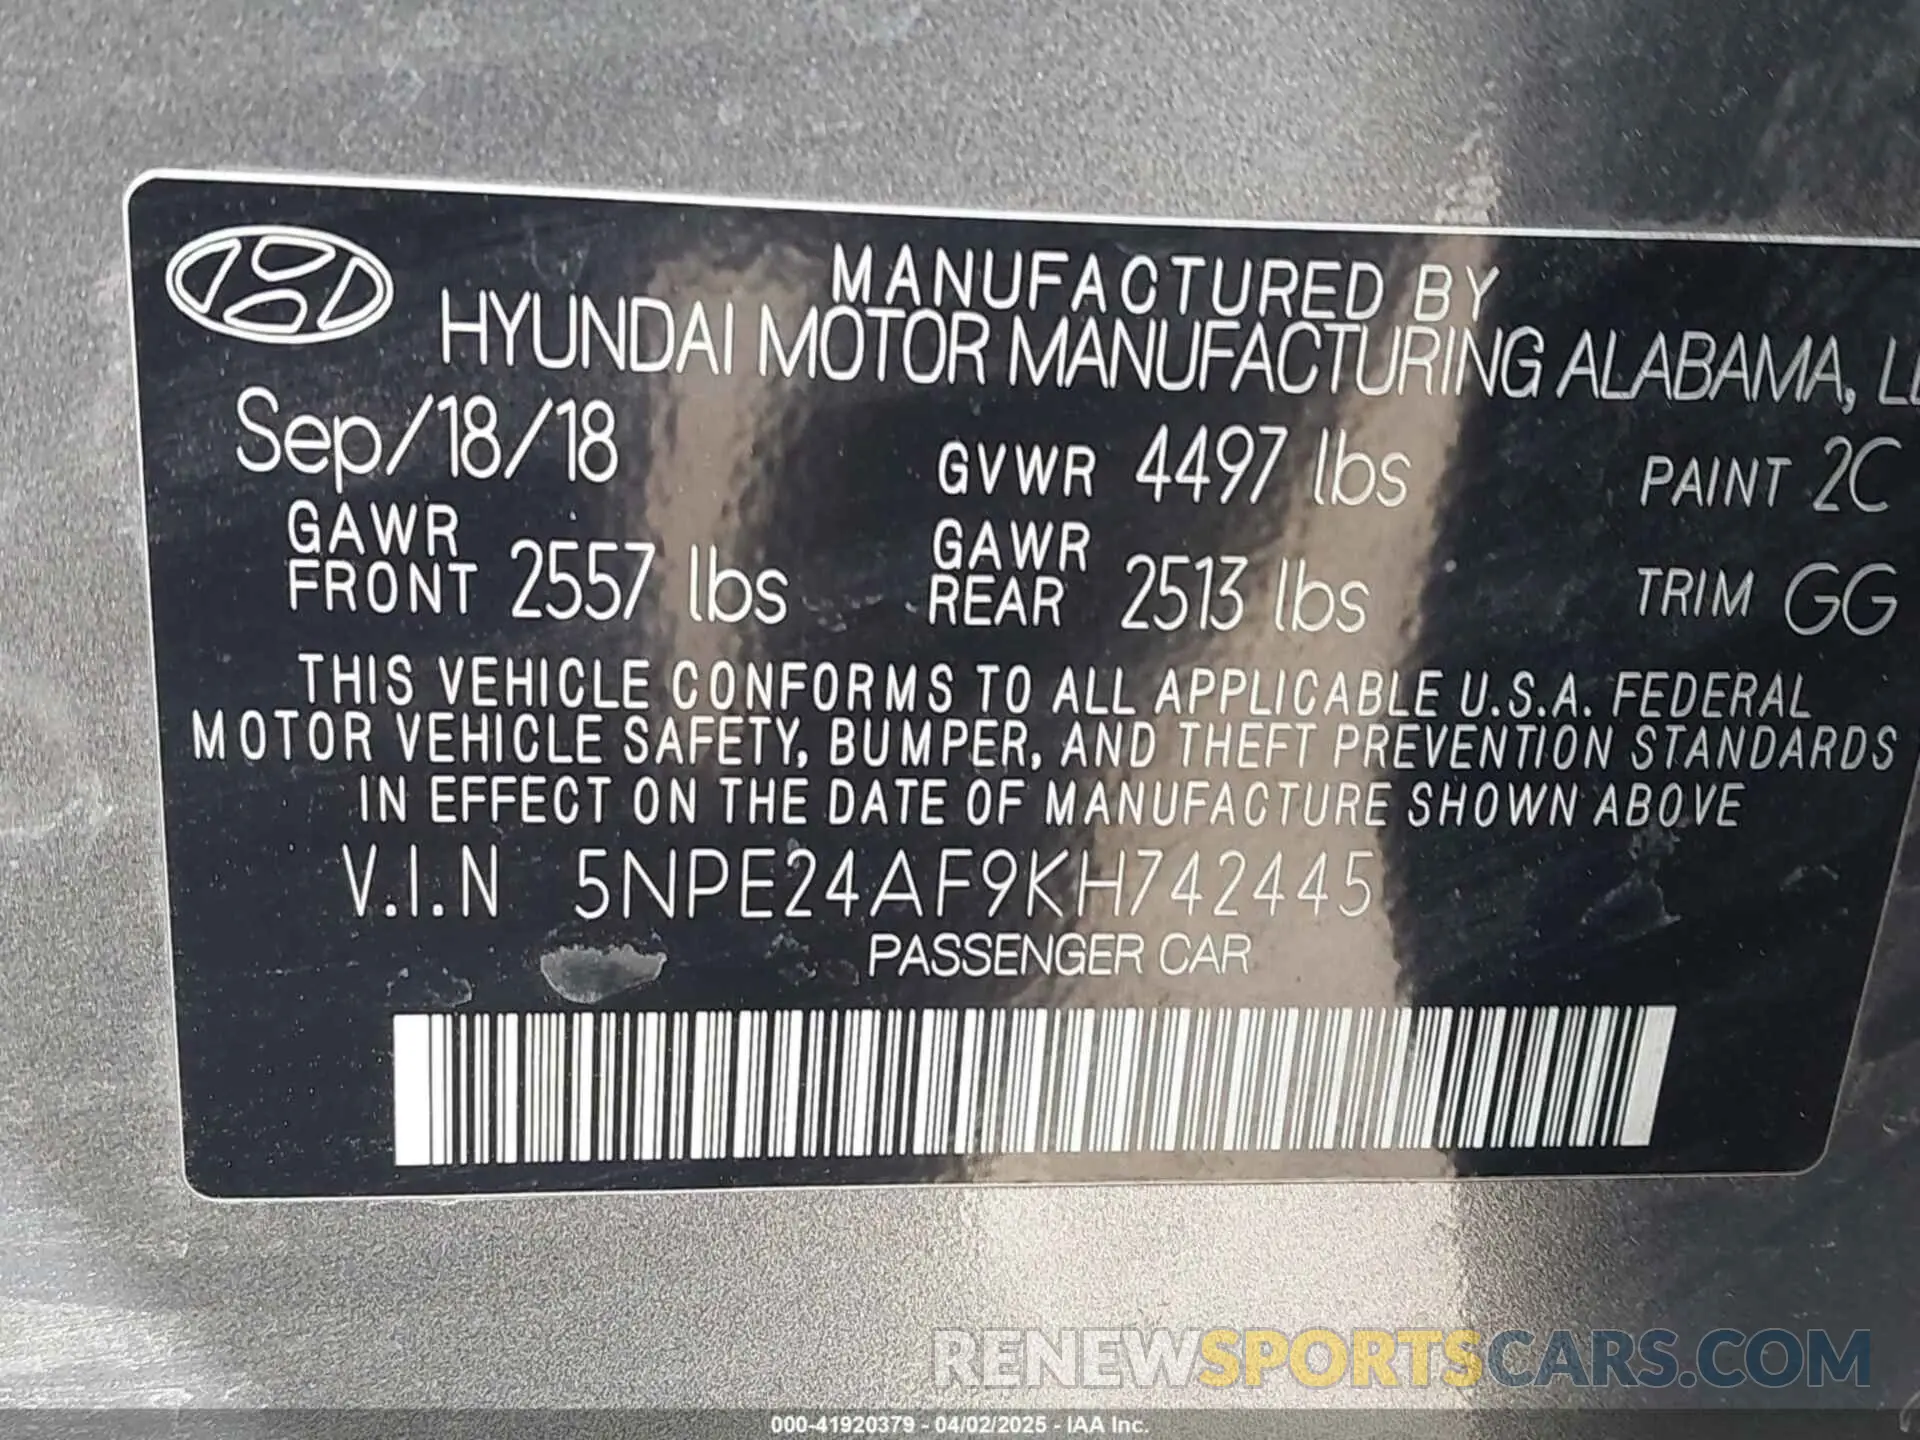 MANUFACTURED BY
HYUNDAI MOTOR MANUFACTURING ALABAMA,
Sep/18/18 GVWR 4497 lbs PAINT 2C
GAWR FRONT 2557 lbs GAWR REAR 2513 lbs TRIM GG
THIS VEHICLE CONFORMS TO ALL APPLICABLE U.S.A. FEDERAL
MOTOR VEHICLE SAFETY, BUMPER, AND THEFT PREVENTION STANDARDS
IN EFFECT ON THE DATE OF MANUFACTURE SHOWN ABOVE
V.I.N 5NPE24AF9KH742445
PASSENGER CAR
RENEWSPORTSCARS.COM
000-41920379 - 04/02/2025 - IAA Inc.